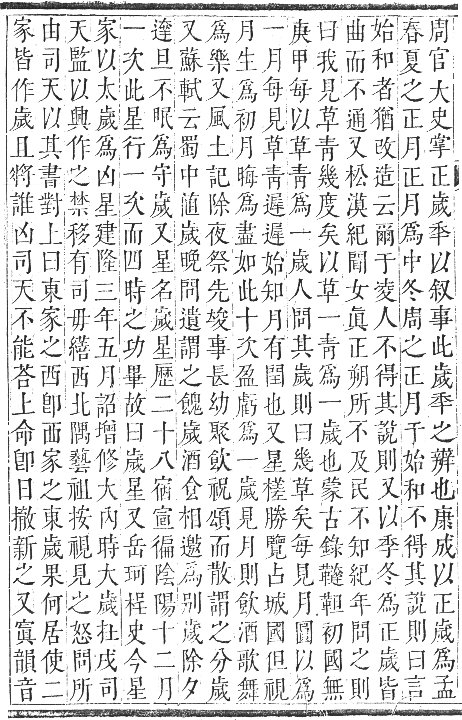 周官大史掌正歲秊以叙事此歲秊之辨也康成以正歲爲孟
春夏之正月正月爲中冬周之正月于始和不得其說則曰言
始和者猶改造云爾于凌人不得其說則又以季冬爲正歲皆
曲而不通又松漠紀聞女眞正朔所不及民不知紀年問之則
曰我見草靑幾度矣以草一靑爲一歲也蒙古錄韃靼初國無
庚甲每以草靑爲一歲人問其歲則曰幾草矣每見月圓以爲
一月每見草靑遲遲始知月有閏也又星槎勝覽占城國但視
月生爲初月晦爲盡如此十次盈虧爲一歲見月則飮酒歌舞
爲樂又風土記除夜祭先竣事長幼聚飮祝頌而散謂之分歲
又蘇軾云蜀中値歲晚問遺謂之餽歲酒食相邀爲别歲除夕
達旦不眠爲守歲又星名歲星歷二十八宿宣徧陰陽十二月
一次此星行一次而四時之功畢故曰歲星又岳珂桯史今星
家以太歲爲凶星建隆三年五月詔增修大內時大歲在戌司
天監以興作之禁移有司毋繕西北隅藝祖按視見之怒問所
由司天以其書對上曰東家之西卽西家之東歲果何居使二
家皆作歲且將誰凶司天不能荅上命卽日撤新之又寘韻音